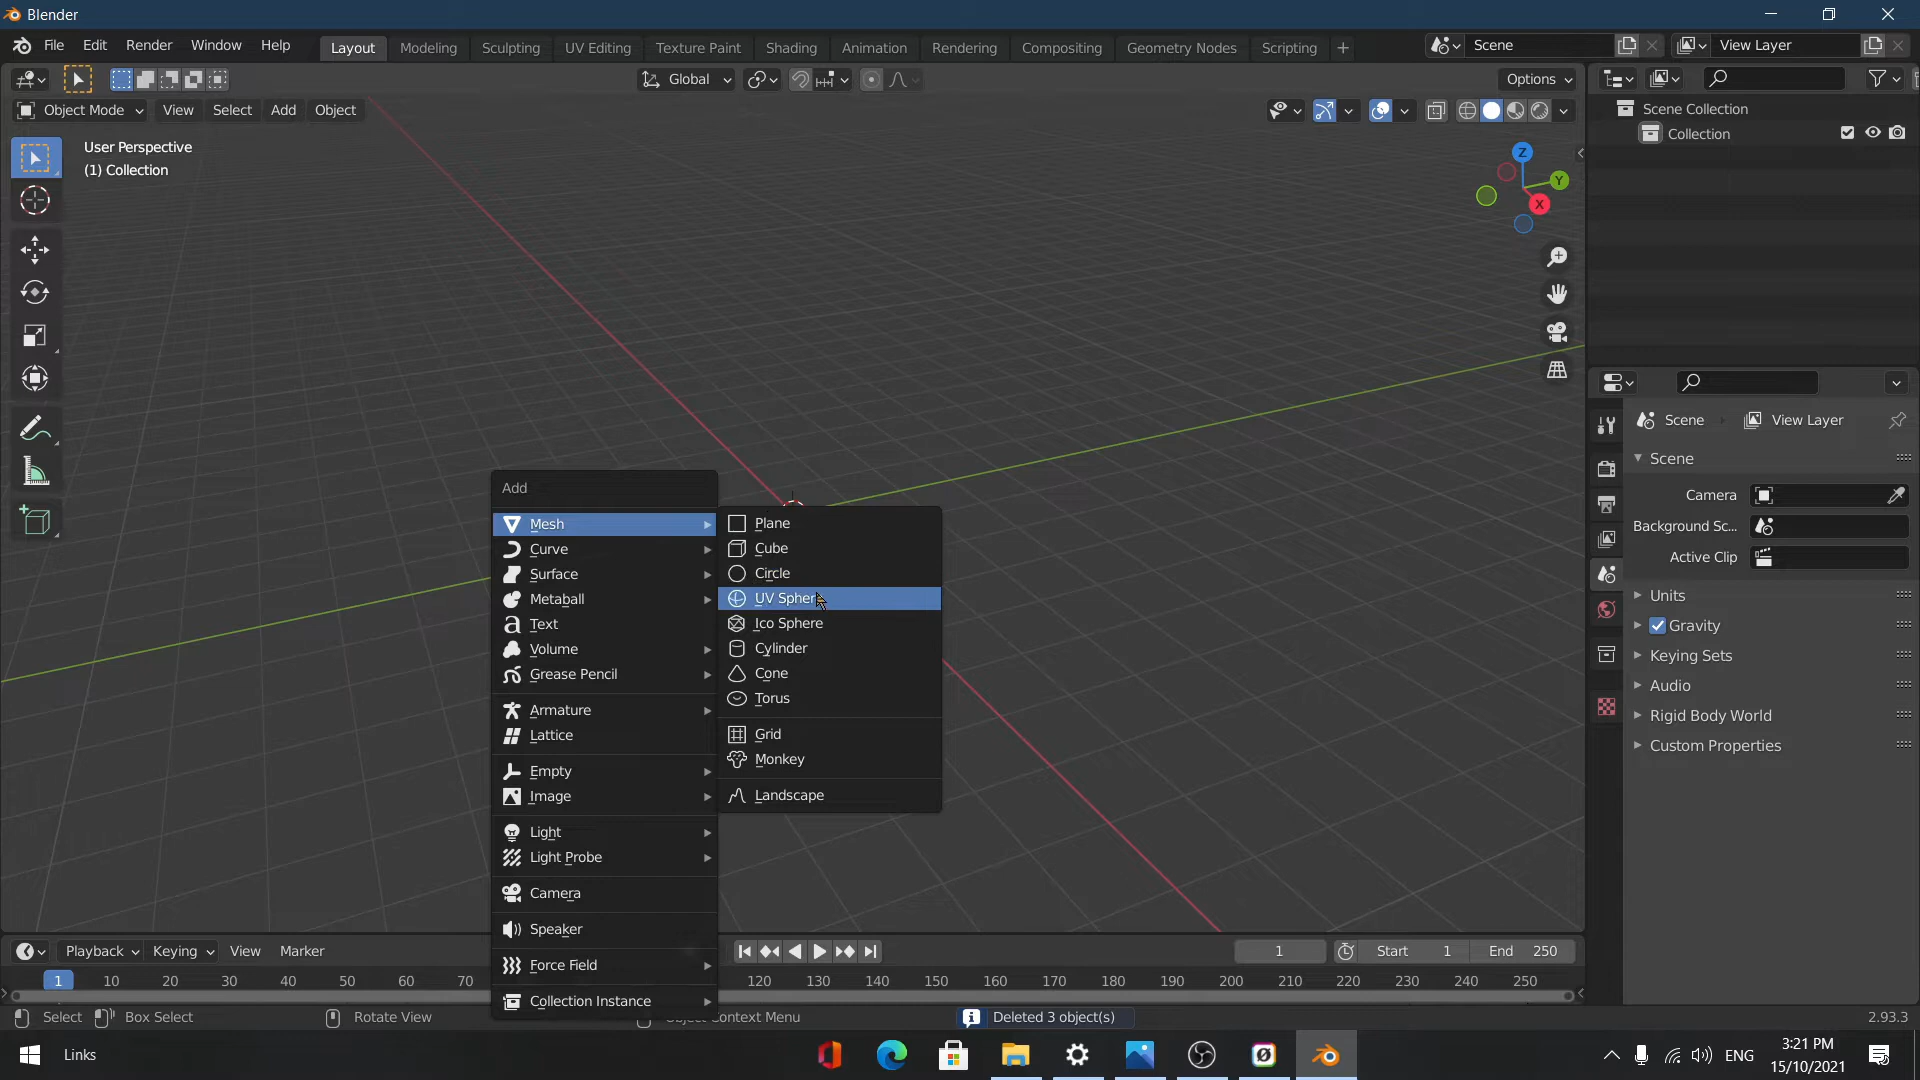 Blender
File Edit Render Window Help Layout Modeling Sculpting UV Editing Texture Paint Shading Animation Rendering Compositing Geometry Nodes Scripting + Scene View Layer
Global Options
Object Mode View Select Add Object
User Perspective
(1) Collection
Z
Y
X
Scene Collection
Collection
Scene View Layer
Scene
Camera
Background Sc...
Active Clip
Units
Gravity
Keying Sets
Audio
Rigid Body World
Custom Properties
Add
Mesh
Curve
Surface
Metaball
Text
Volume
Grease Pencil
Armature
Lattice
Empty
Image
Light
Light Probe
Camera
Speaker
Force Field
Collection Instance
Plane
Cube
Circle
UV Sphere
Ico Sphere
Cylinder
Cone
Torus
Grid
Monkey
Landscape
Playback Keying View Marker 1 Start 1 End 250
1 10 20 30 40 50 60 70 120 130 140 150 160 170 180 190 200 210 220 230 240 250
Select Box Select Rotate View Object Context Menu Deleted 3 object(s) 2.93.3
Links ENG 3:21 PM
15/10/2021